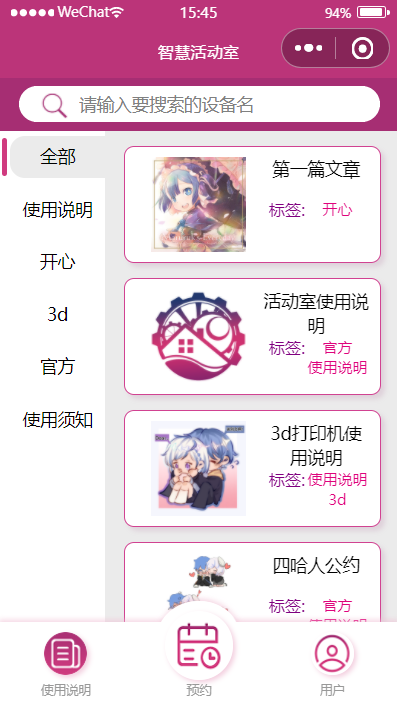 WeChat 15:45 94%
智慧活动室
请输入要搜索的设备名
全部
使用说明
开心
3d
官方
使用须知
第一篇文章
标签: 开心
活动室使用说
明
标签: 官方
使用说明
3d打印机使
用说明
标签: 使用说明
3d
四哈人公约
标签: 官方
使用说明
使用说明 预约 用户